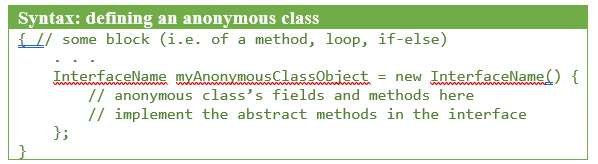 Syntax: defining an anonymous class
{ // some block (i.e. of a method, loop, if-else)
. . .
InterfaceName myAnonymousClassObject = new InterfaceName() {
// anonymous class’s fields and methods here
// implement the abstract methods in the interface
};
}